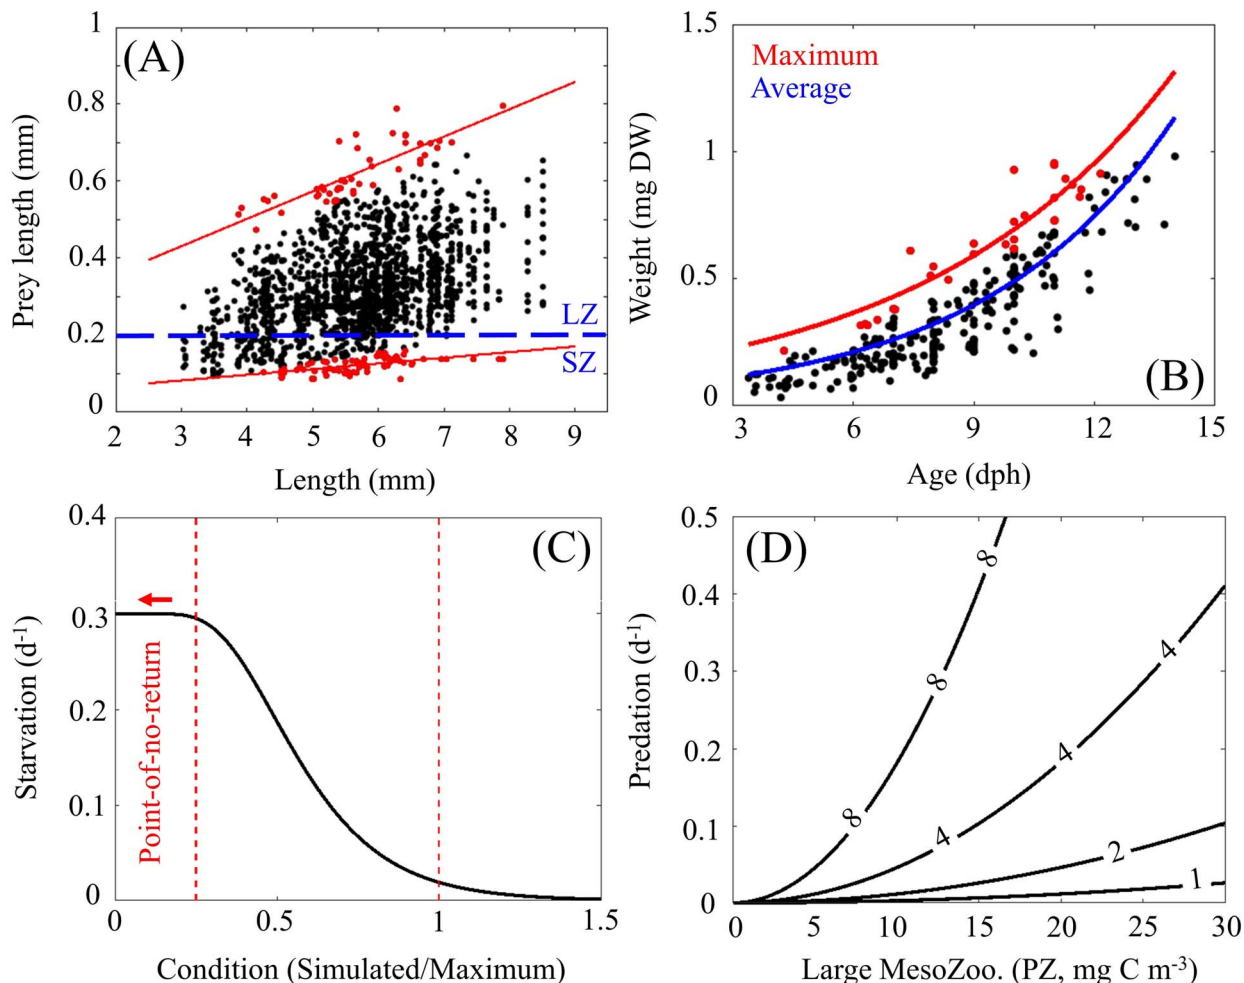 (A)
1
0.8
0.6
0.4
0.2
0
Prey length (mm)
LZ
SZ
2 3 4 5 6 7 8 9
Length (mm)
(B)
Maximum
Average
1.5
1
0.5
0
Weight (mg DW)
3 6 9 12 15
Age (dph)
(C)
0.4
0.3
0.2
0.1
0
Starvation (d⁻¹)
Point-of-no-return
0 0.5 1 1.5
Condition (Simulated/Maximum)
(D)
0.5
0.4
0.3
0.2
0.1
0
Predation (d⁻¹)
8
8
8
4
4
4
2
1
0 5 10 15 20 25 30
Large MesoZoo. (PZ, mg C m⁻³)